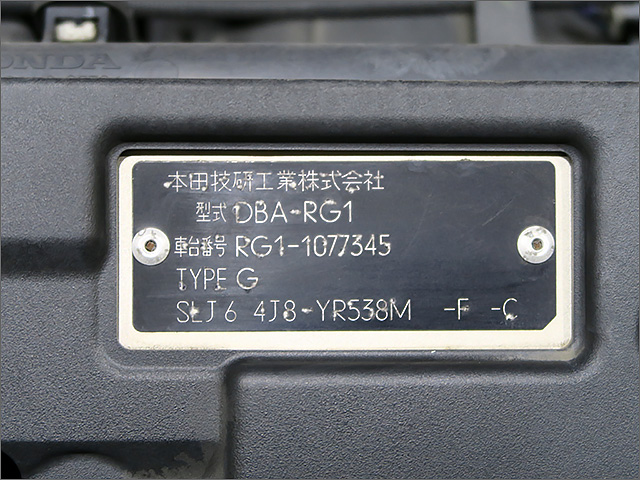 HONDA
本田技研工業株式会社
型式 DBA-RG1
車台番号 RG1-1077345
TYPE G
SLJ6 4J8-YR538M -F -C